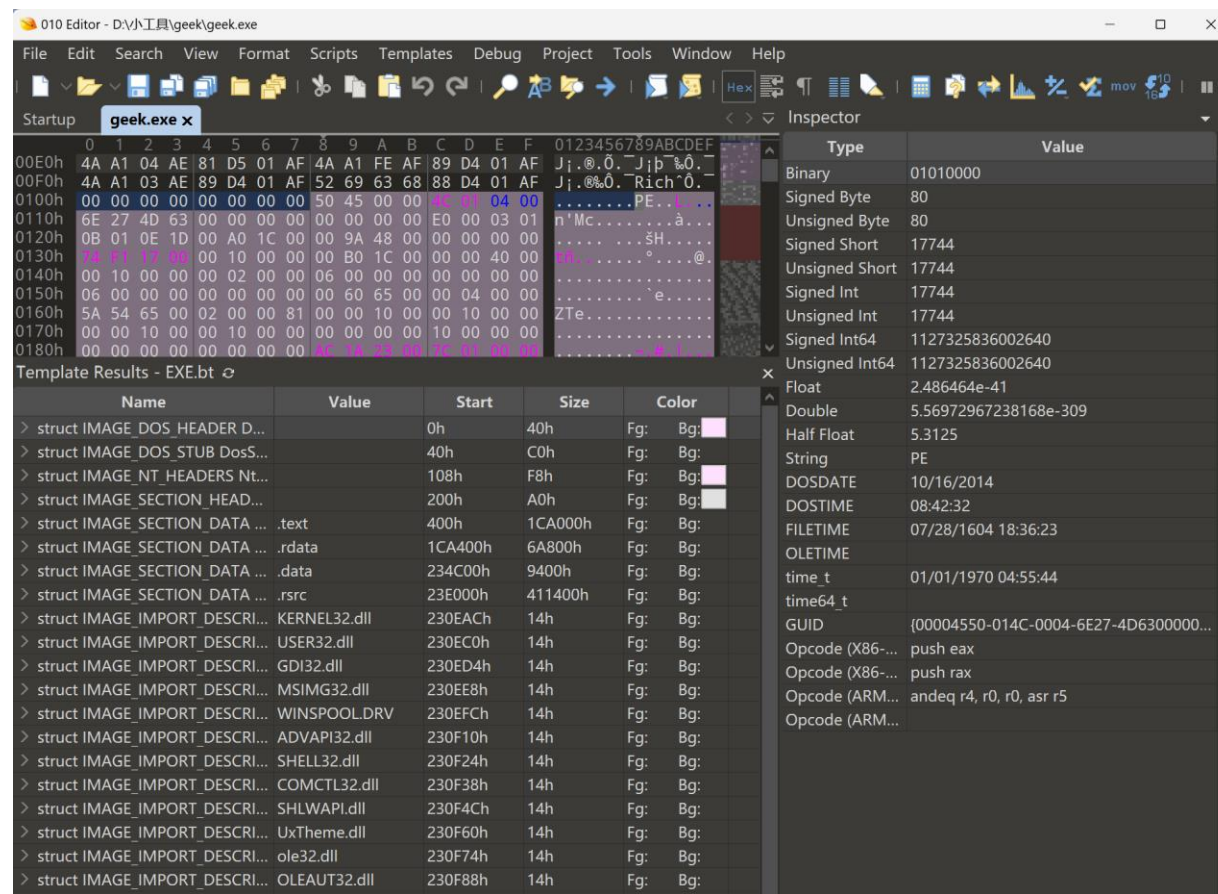 010 Editor - D:\小工具\geek\geek.exe
File Edit Search View Format Scripts Templates Debug Project Tools Window Help
Hex mov
Startup geek.exe x
Inspector
0 1 2 3 4 5 6 7 8 9 A B C D E F 0123456789ABCDEF
00E0h 4A A1 04 AE 81 D5 01 AF 4A A1 FE AF 89 D4 01 AF J¡.®.Õ.¯J¡þ¯‰Ô.¯
00F0h 4A A1 03 AE 89 D4 01 AF 52 69 63 68 88 D4 01 AF J¡.®‰Ô.¯RichˆÔ.¯
0100h 00 00 00 00 00 00 00 00 50 45 00 00 4C 01 04 00 ........PE..L...
0110h 6E 27 4D 63 00 00 00 00 00 00 00 00 E0 00 03 01 n'Mc........à...
0120h 0B 01 0E 1D 00 A0 1C 00 00 9A 48 00 00 00 00 00 ..... ...šH.....
0130h 74 F1 17 00 00 10 00 00 00 B0 1C 00 00 00 40 00 tñ.......°....@.
0140h 00 10 00 00 00 02 00 00 06 00 00 00 00 00 00 00 ................
0150h 06 00 00 00 00 00 00 00 00 60 65 00 00 04 00 00 .........`e.....
0160h 5A 54 65 00 02 00 00 81 00 00 10 00 00 10 00 00 ZTe.............
0170h 00 00 10 00 00 10 00 00 00 00 00 00 10 00 00 00 ................
0180h 00 00 00 00 00 00 00 00 AC 1A 23 00 7C 01 00 00 ........¬.#.|...
Template Results - EXE.bt
Name Value Start Size Color
struct IMAGE_DOS_HEADER D... 0h 40h Fg: Bg:
struct IMAGE_DOS_STUB DosS... 40h C0h Fg: Bg:
struct IMAGE_NT_HEADERS Nt... 108h F8h Fg: Bg:
struct IMAGE_SECTION_HEAD... 200h A0h Fg: Bg:
struct IMAGE_SECTION_DATA ... .text 400h 1CA000h Fg: Bg:
struct IMAGE_SECTION_DATA ... .rdata 1CA400h 6A800h Fg: Bg:
struct IMAGE_SECTION_DATA ... .data 234C00h 9400h Fg: Bg:
struct IMAGE_SECTION_DATA ... .rsrc 23E000h 411400h Fg: Bg:
struct IMAGE_IMPORT_DESCRI... KERNEL32.dll 230EACh 14h Fg: Bg:
struct IMAGE_IMPORT_DESCRI... USER32.dll 230EC0h 14h Fg: Bg:
struct IMAGE_IMPORT_DESCRI... GDI32.dll 230ED4h 14h Fg: Bg:
struct IMAGE_IMPORT_DESCRI... MSIMG32.dll 230EE8h 14h Fg: Bg:
struct IMAGE_IMPORT_DESCRI... WINSPOOL.DRV 230EFCh 14h Fg: Bg:
struct IMAGE_IMPORT_DESCRI... ADVAPI32.dll 230F10h 14h Fg: Bg:
struct IMAGE_IMPORT_DESCRI... SHELL32.dll 230F24h 14h Fg: Bg:
struct IMAGE_IMPORT_DESCRI... COMCTL32.dll 230F38h 14h Fg: Bg:
struct IMAGE_IMPORT_DESCRI... SHLWAPI.dll 230F4Ch 14h Fg: Bg:
struct IMAGE_IMPORT_DESCRI... UxTheme.dll 230F60h 14h Fg: Bg:
struct IMAGE_IMPORT_DESCRI... ole32.dll 230F74h 14h Fg: Bg:
struct IMAGE_IMPORT_DESCRI... OLEAUT32.dll 230F88h 14h Fg: Bg:
Type Value
Binary 01010000
Signed Byte 80
Unsigned Byte 80
Signed Short 17744
Unsigned Short 17744
Signed Int 17744
Unsigned Int 17744
Signed Int64 1127325836002640
Unsigned Int64 1127325836002640
Float 2.486464e-41
Double 5.56972967238168e-309
Half Float 5.3125
String PE
DOSDATE 10/16/2014
DOSTIME 08:42:32
FILETIME 07/28/1604 18:36:23
OLETIME
time_t 01/01/1970 04:55:44
time64_t
GUID {00004550-014C-0004-6E27-4D6300000...
Opcode (X86-... push eax
Opcode (X86-... push rax
Opcode (ARM... andeq r4, r0, r0, asr r5
Opcode (ARM...